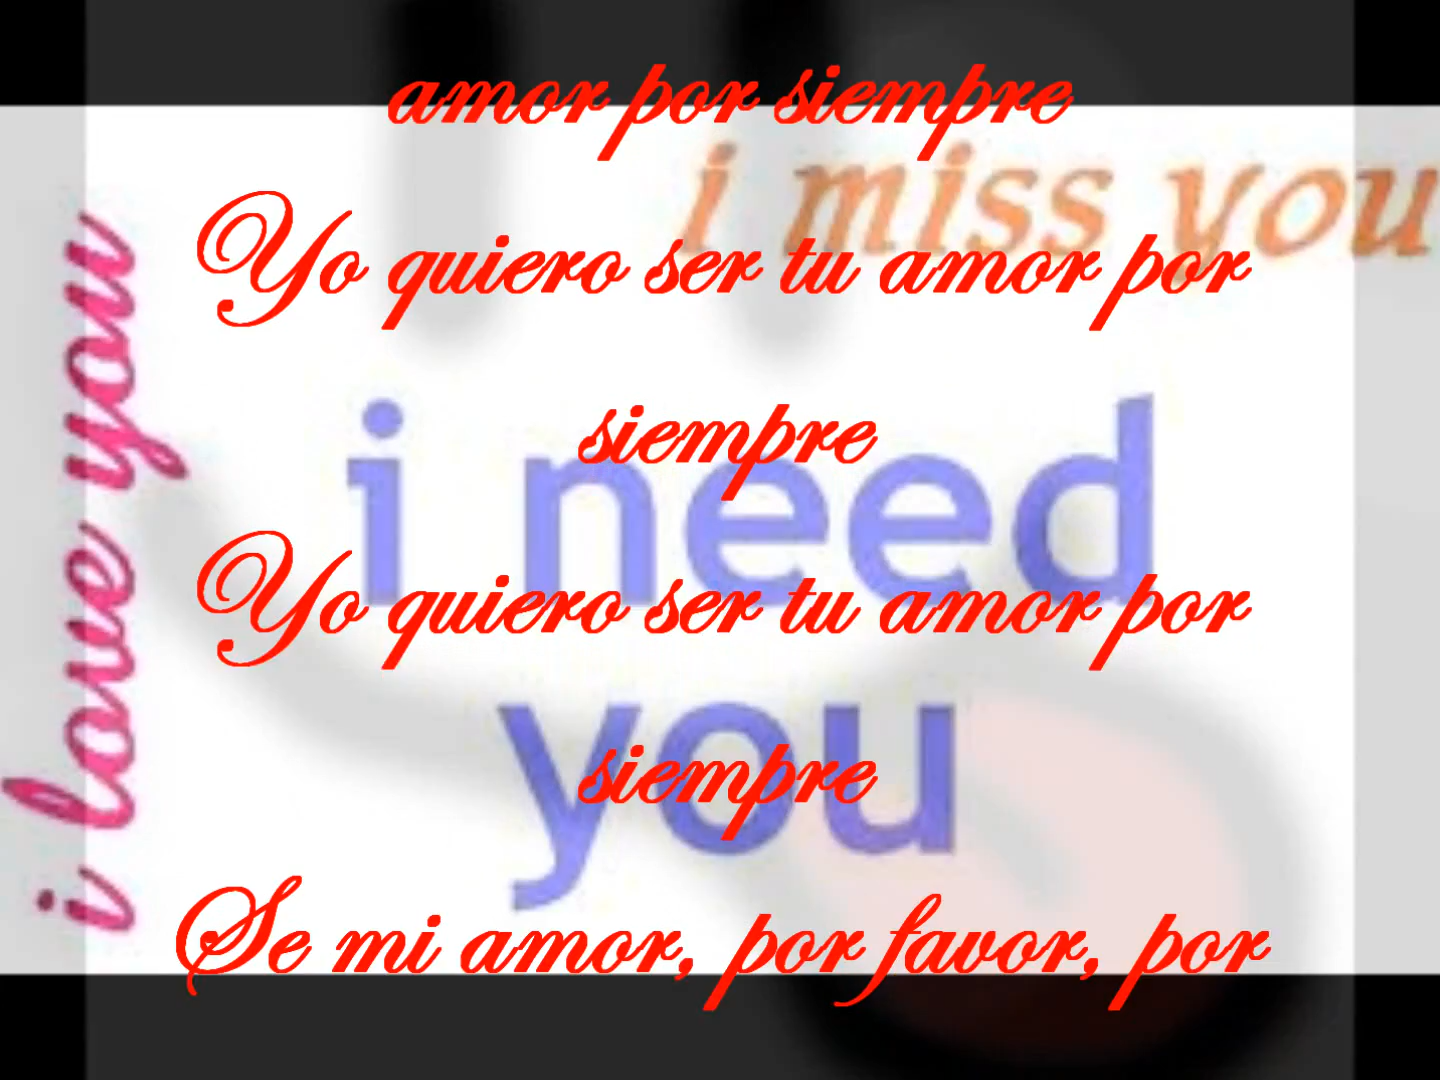 amor por siempre
i miss you
Yo quiero ser tu amor por
siempre
i need
Yo quiero ser tu amor por
you
siempre
Se mi amor, por favor, por
i love you